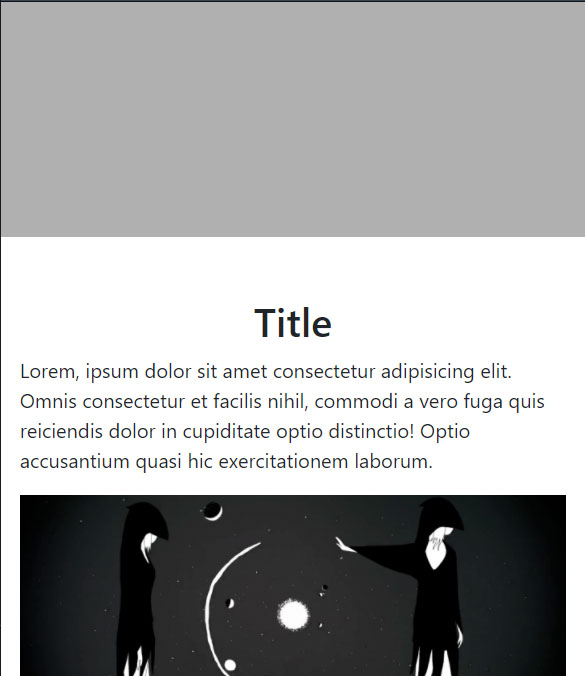 Title
Lorem, ipsum dolor sit amet consectetur adipisicing elit.
Omnis consectetur et facilis nihil, commodi a vero fuga quis
reiciendis dolor in cupiditate optio distinctio! Optio
accusantium quasi hic exercitationem laborum.